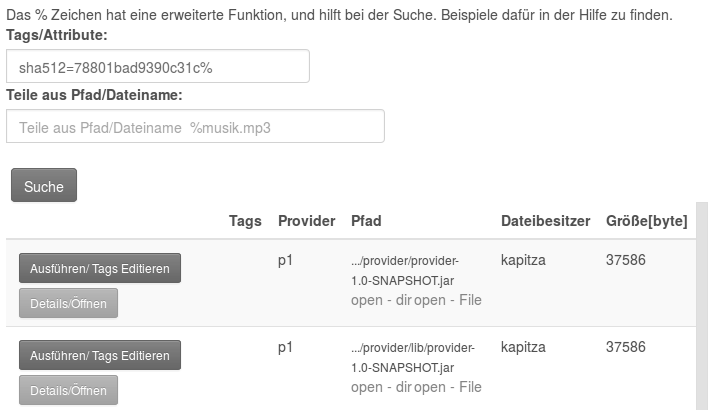 Das % Zeichen hat eine erweiterte Funktion, und hilft bei der Suche. Beispiele dafür in der Hilfe zu finden.
Tags/Attribute:
sha512=78801bad9390c31c%
Teile aus Pfad/Dateiname:
Teile aus Pfad/Dateiname %musik.mp3
Suche
Tags Provider Pfad Dateibesitzer Größe[byte]
Ausführen/ Tags Editieren p1 .../provider/provider- kapitza 37586
1.0-SNAPSHOT.jar
Details/Öffnen open - dir open - File
Ausführen/ Tags Editieren p1 .../provider/lib/provider- kapitza 37586
1.0-SNAPSHOT.jar
Details/Öffnen open - dir open - File